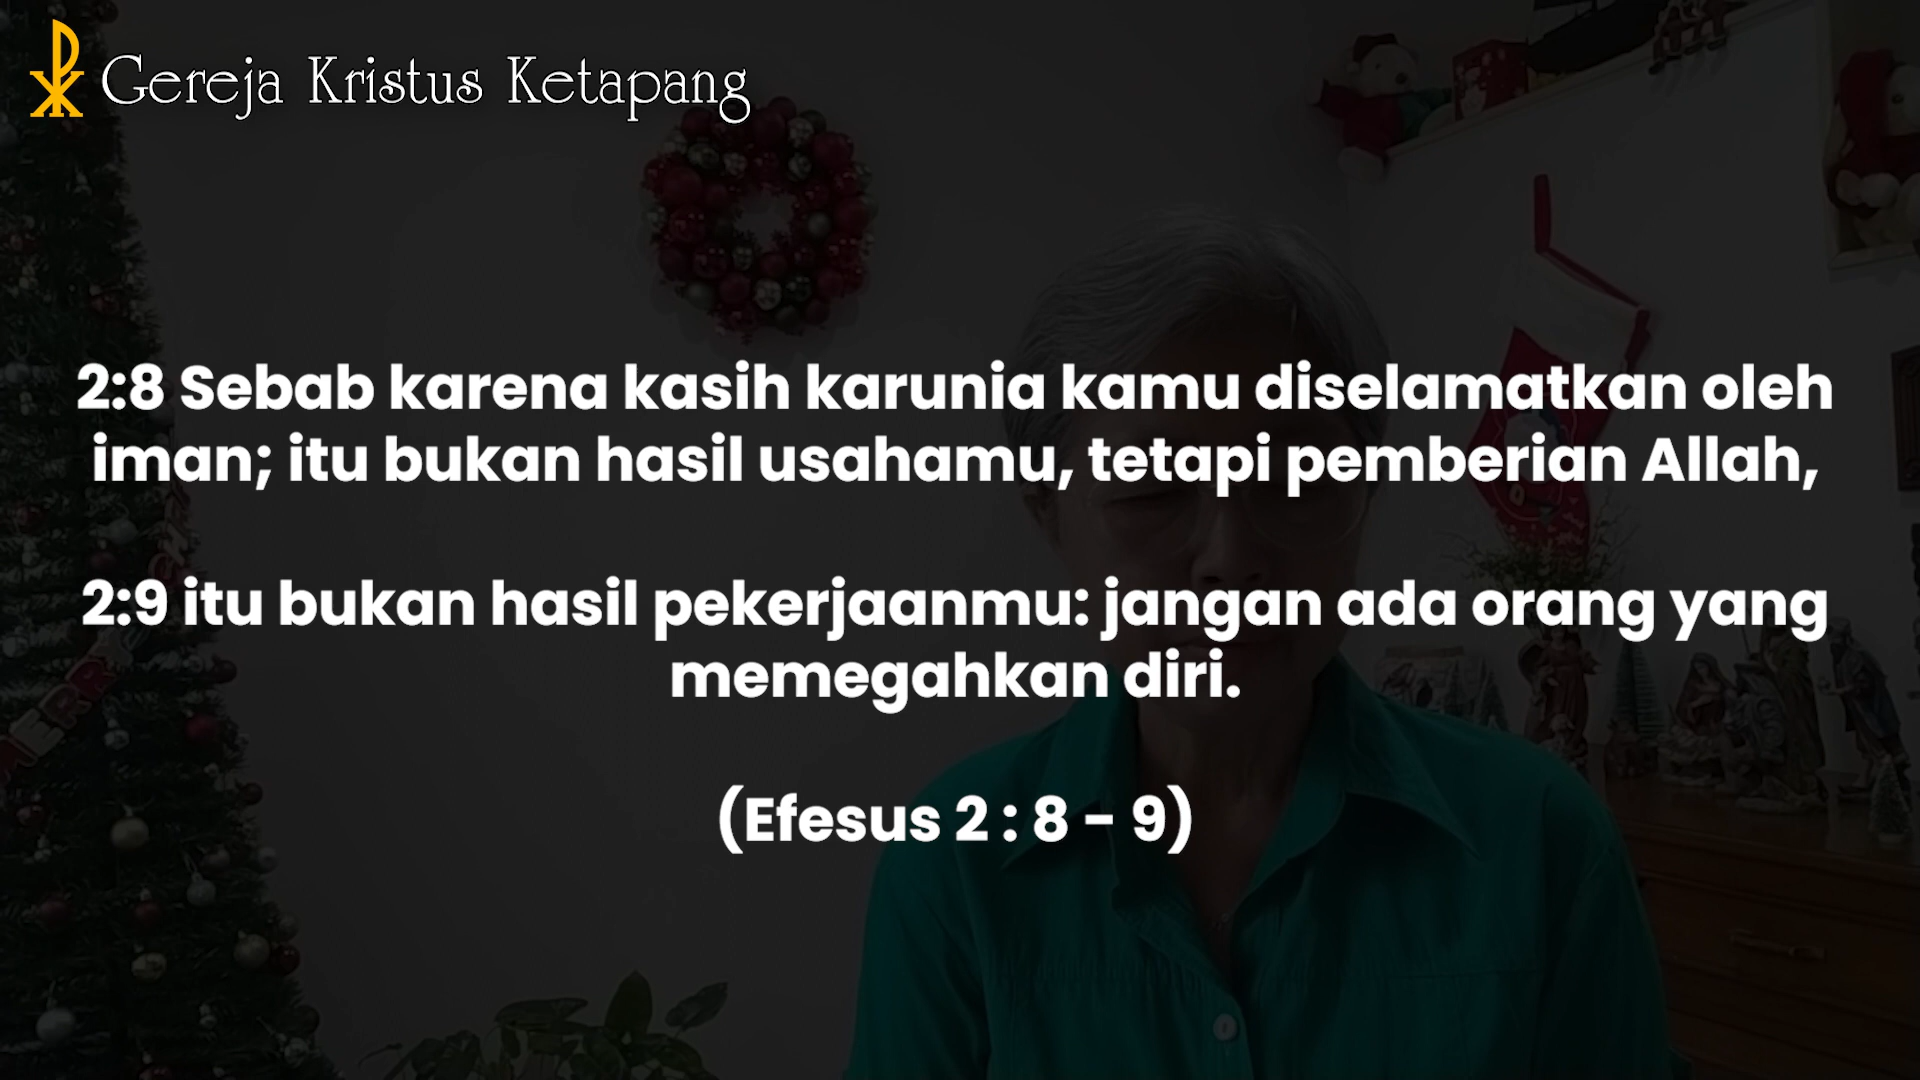 Gereja Kristus Ketapang
2:8 Sebab karena kasih karunia kamu diselamatkan oleh
iman; itu bukan hasil usahamu, tetapi pemberian Allah,
2:9 itu bukan hasil pekerjaanmu: jangan ada orang yang
memegahkan diri.
(Efesus 2 : 8 - 9)